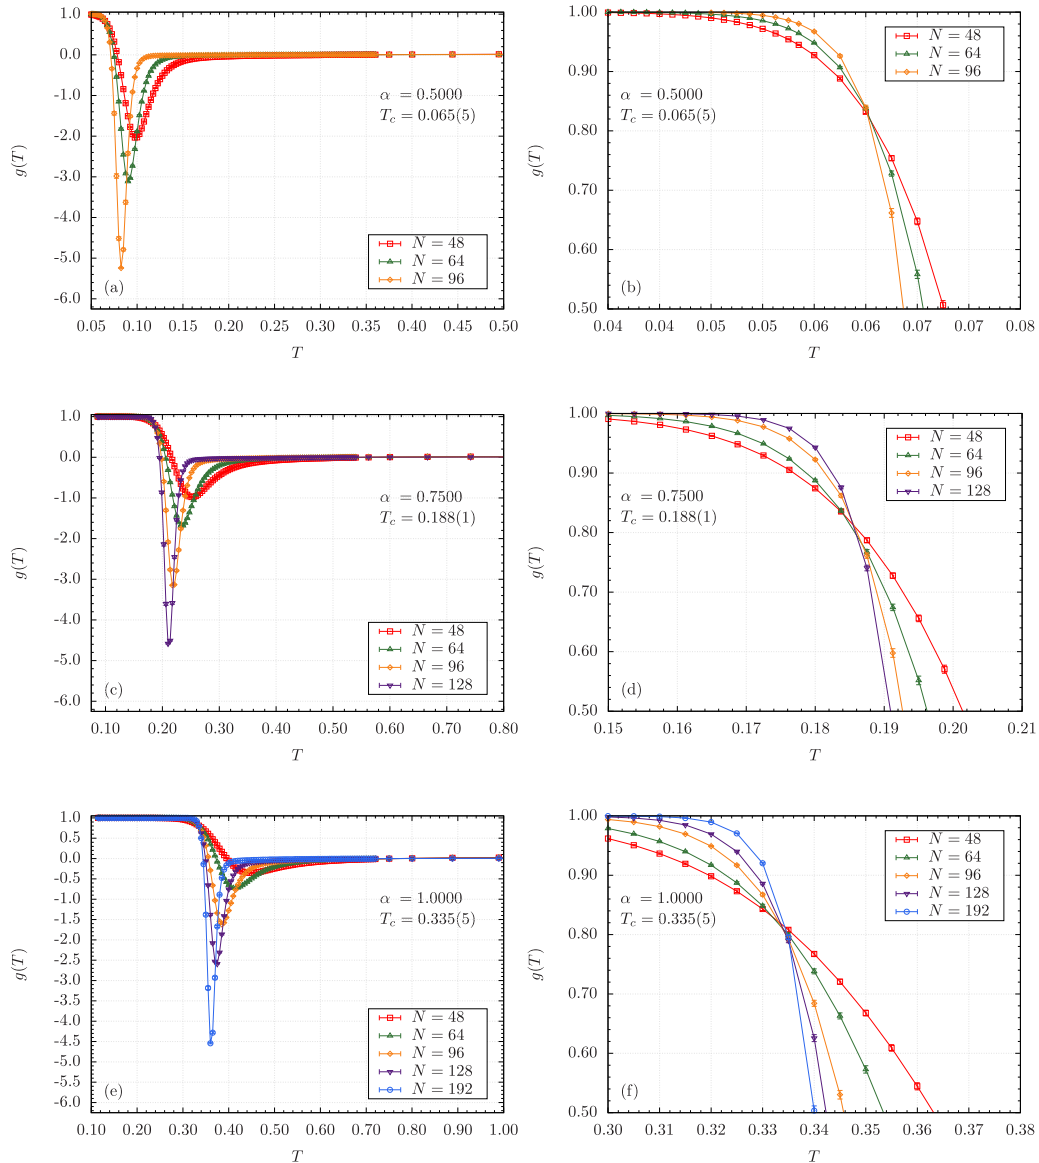 1.0
0.0
-1.0
-2.0
-3.0
-4.0
-5.0
-6.0
g(T)
α = 0.5000
T_c = 0.065(5)
N = 48
N = 64
N = 96
(a)
0.05 0.10 0.15 0.20 0.25 0.30 0.35 0.40 0.45 0.50
T
1.00
0.90
1.00
0.80
0.70
0.60
0.50
g(T)
N = 48
N = 64
N = 96
α = 0.5000
T_c = 0.065(5)
(b)
0.04 0.04 0.05 0.05 0.06 0.06 0.07 0.07 0.08
T
1.0
0.0
-1.0
-2.0
-3.0
-4.0
-5.0
-6.0
g(T)
α = 0.7500
T_c = 0.188(1)
N = 48
N = 64
N = 96
N = 128
(c)
0.10 0.20 0.30 0.40 0.50 0.60 0.70 0.80
T
1.00
0.90
0.80
0.70
0.60
0.50
g(T)
N = 48
N = 64
N = 96
N = 128
α = 0.7500
T_c = 0.188(1)
(d)
0.15 0.16 0.17 0.18 0.19 0.20 0.21
T
1.0
0.5
0.0
-0.5
-1.0
-1.5
-2.0
-2.5
-3.0
-3.5
-4.0
-4.5
-5.0
-5.5
-6.0
g(T)
α = 1.0000
T_c = 0.335(5)
N = 48
N = 64
N = 96
N = 128
N = 192
(e)
0.10 0.20 0.30 0.40 0.50 0.60 0.70 0.80 0.90 1.00
T
1.00
0.90
0.80
0.70
0.60
0.50
g(T)
N = 48
N = 64
N = 96
N = 128
N = 192
α = 1.0000
T_c = 0.335(5)
(f)
0.30 0.31 0.32 0.33 0.34 0.35 0.36 0.38 0.38
T